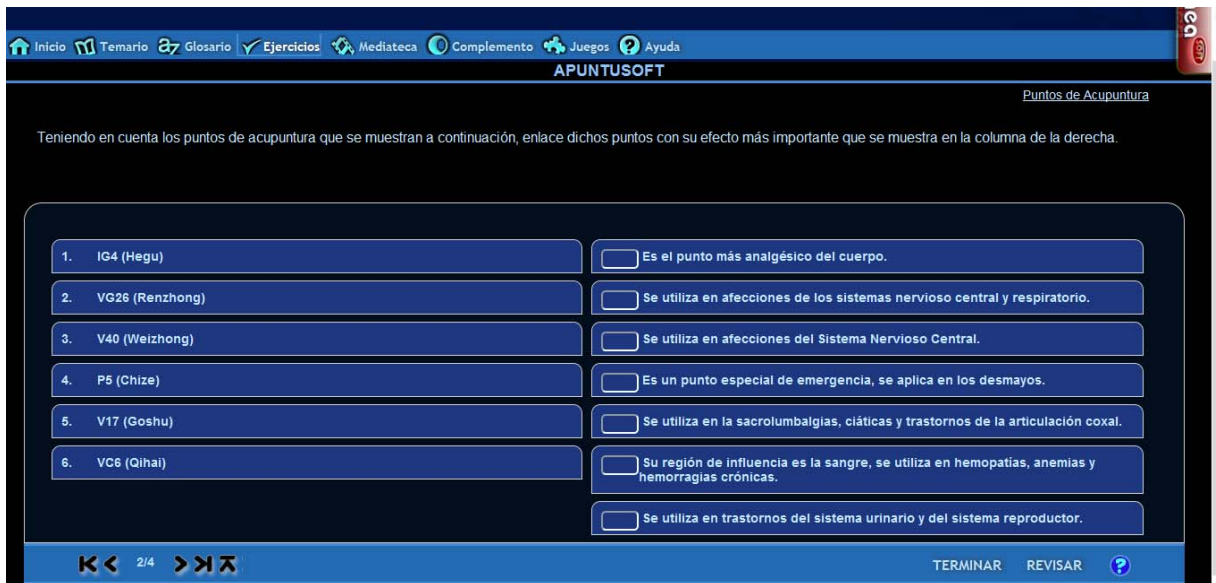 Inicio Temario Glosario Ejercicios Mediateca Complemento Juegos Ayuda
APUNTUSOFT
Puntos de Acupuntura
Teniendo en cuenta los puntos de acupuntura que se muestran a continuación, enlace dichos puntos con su efecto más importante que se muestra en la columna de la derecha.
1. IG4 (Hegu)
Es el punto más analgésico del cuerpo.
2. VG26 (Renzhong)
Se utiliza en afecciones de los sistemas nervioso central y respiratorio.
3. V40 (Weizhong)
Se utiliza en afecciones del Sistema Nervioso Central.
4. P5 (Chize)
Es un punto especial de emergencia, se aplica en los desmayos.
5. V17 (Goshu)
Se utiliza en la sacrolumbalgias, ciáticas y trastornos de la articulación coxal.
6. VC6 (Qihai)
Su región de influencia es la sangre, se utiliza en hemopatías, anemias y
hemorragias crónicas.
Se utiliza en trastornos del sistema urinario y del sistema reproductor.
2/4
TERMINAR REVISAR ?